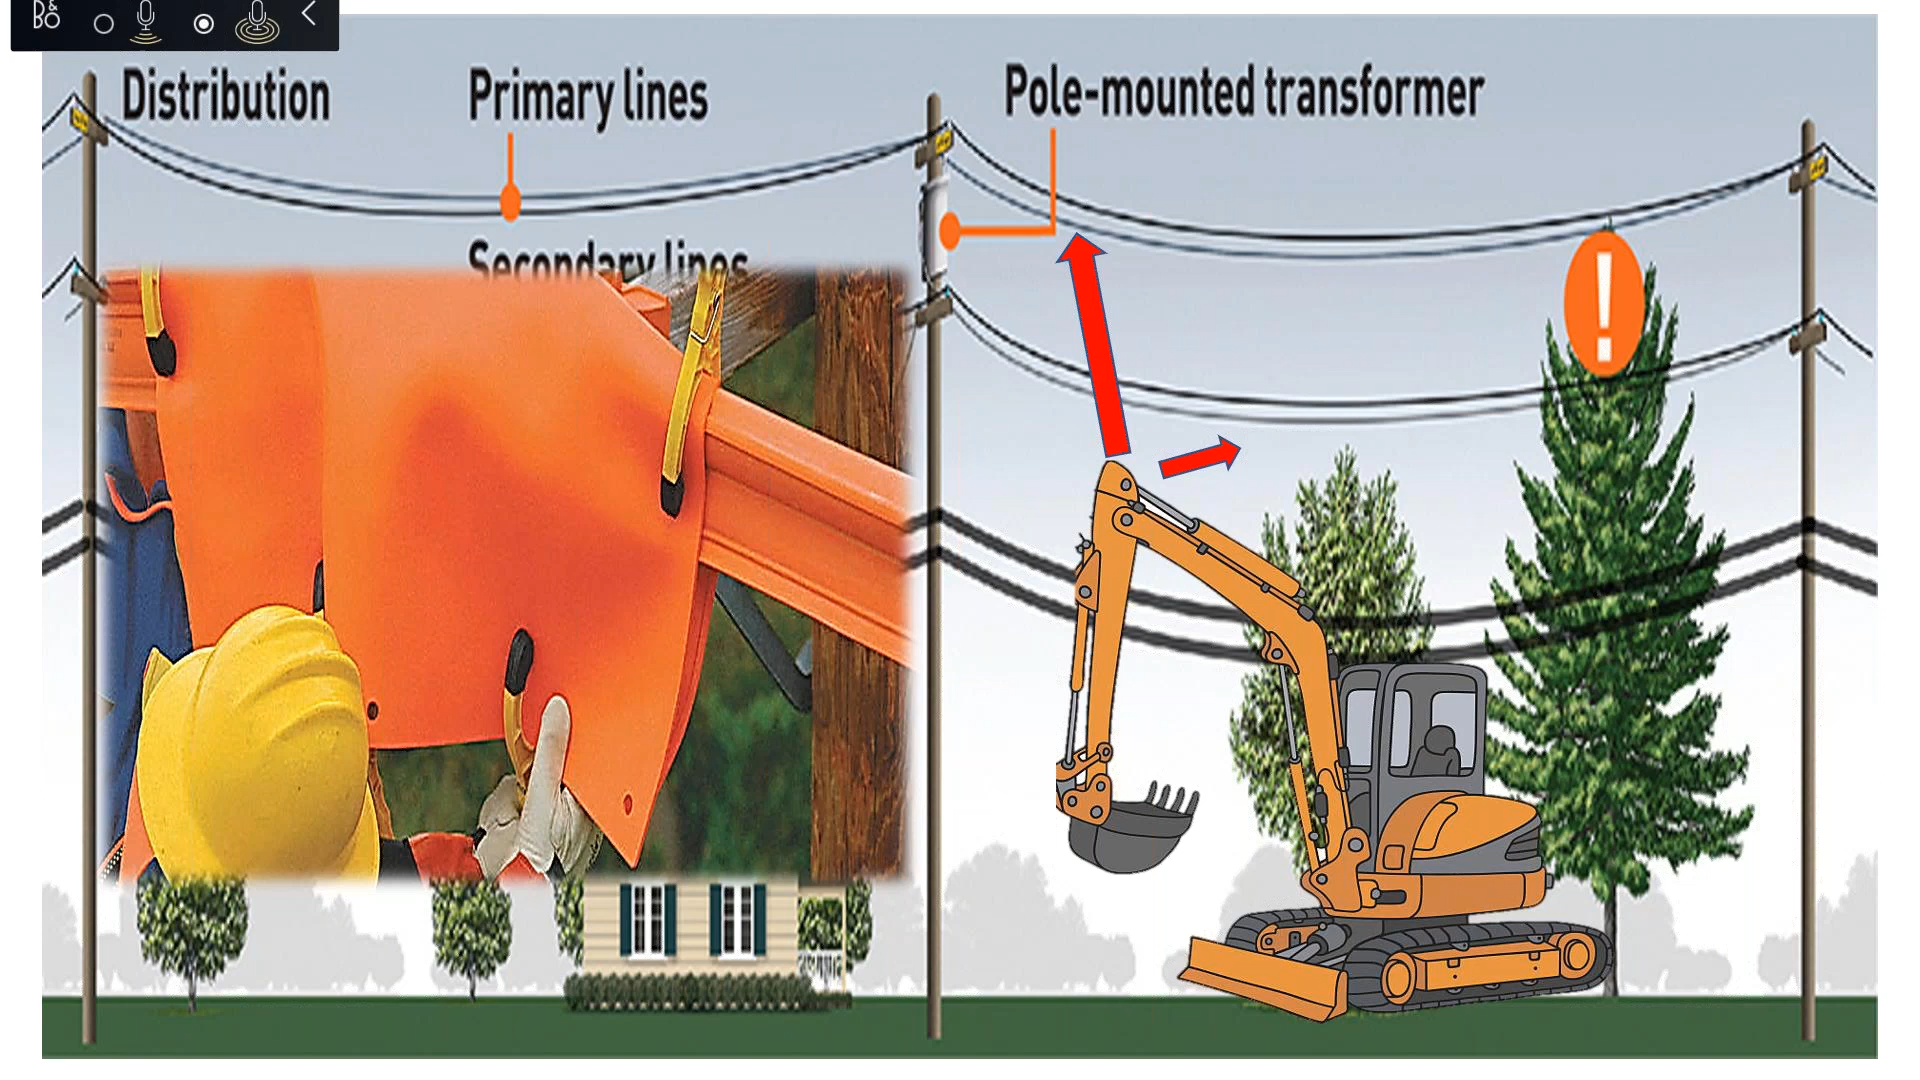 B&O
Distribution
Primary lines
Pole-mounted transformer
Secondary lines
!